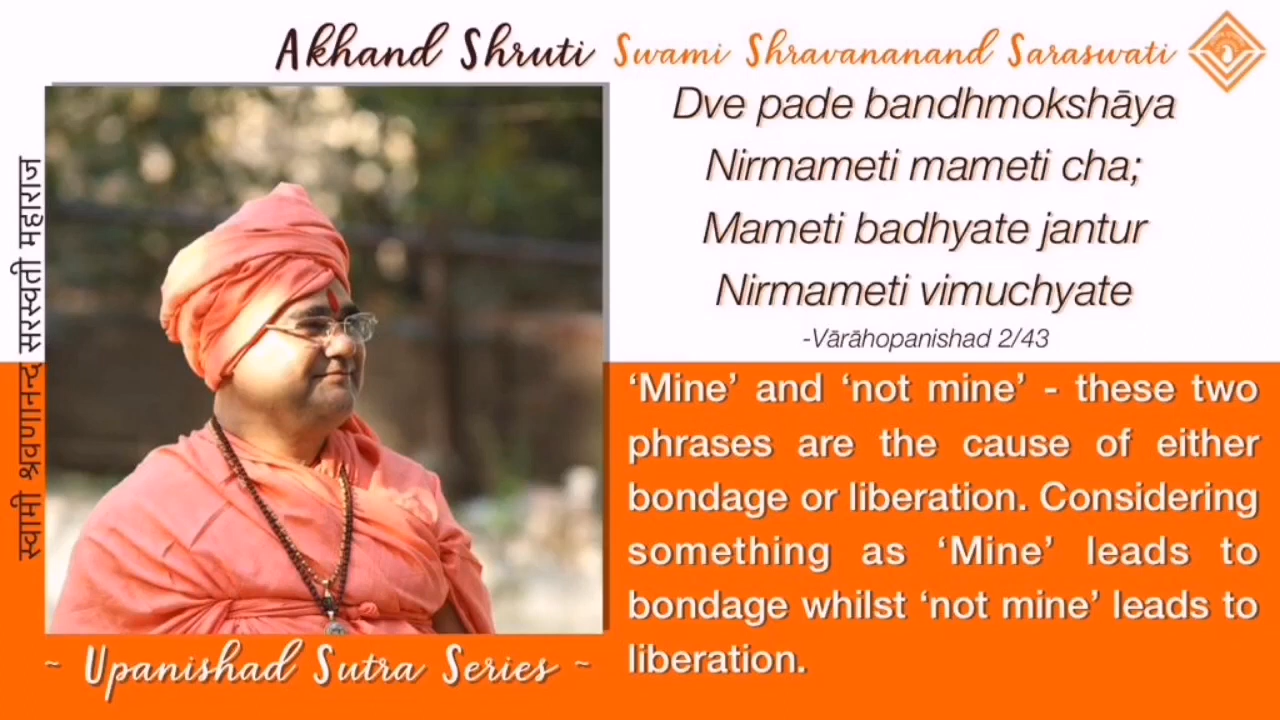 Akhand Shruti Swami Shravananand Saraswati
स्वामी श्रवणानन्द सरस्वती महाराज
Dve pade bandhmokshāya
Nirmameti mameti cha;
Mameti badhyate jantur
Nirmameti vimuchyate
-Vārāhopanishad 2/43
‘Mine’ and ‘not mine’ - these two
phrases are the cause of either
bondage or liberation. Considering
something as ‘Mine’ leads to
bondage whilst ‘not mine’ leads to
liberation.
~ Upanishad Sutra Series ~